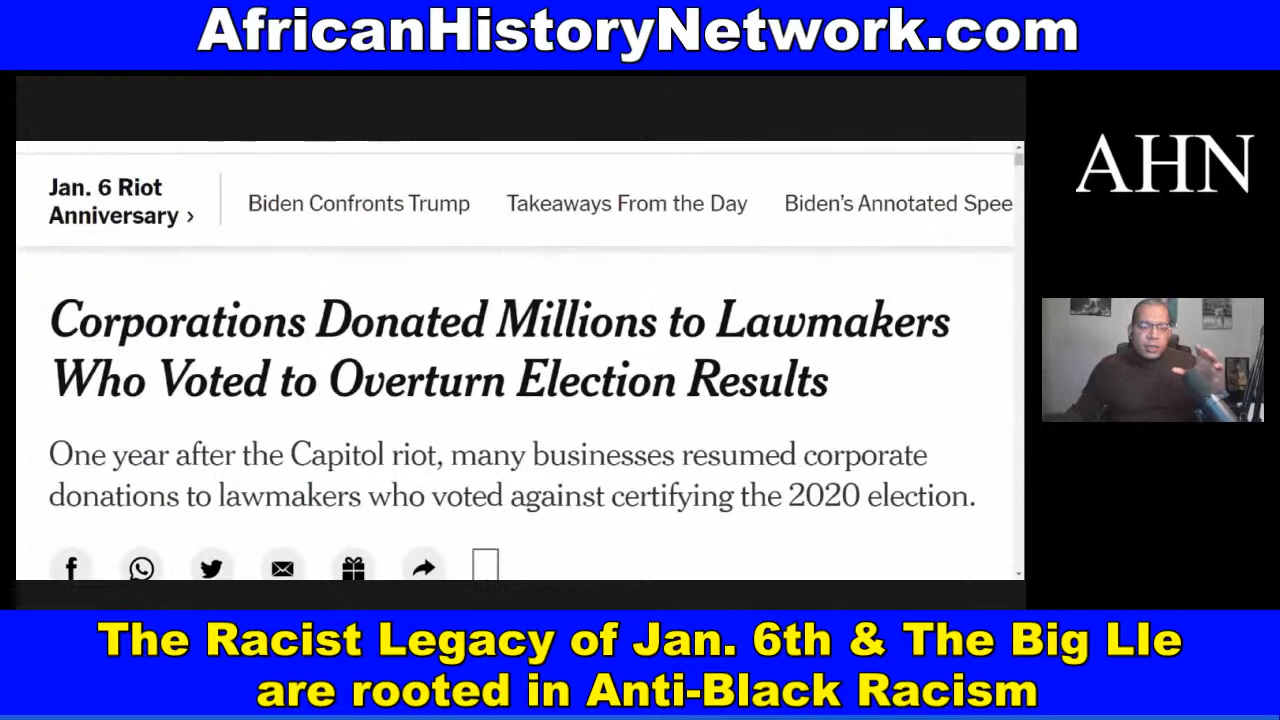 AfricanHistoryNetwork.com
AHN
Jan. 6 Riot
Anniversary ›
Biden Confronts Trump
Takeaways From the Day
Biden's Annotated Spee
Corporations Donated Millions to Lawmakers
Who Voted to Overturn Election Results
One year after the Capitol riot, many businesses resumed corporate
donations to lawmakers who voted against certifying the 2020 election.
The Racist Legacy of Jan. 6th & The Big LIe
are rooted in Anti-Black Racism